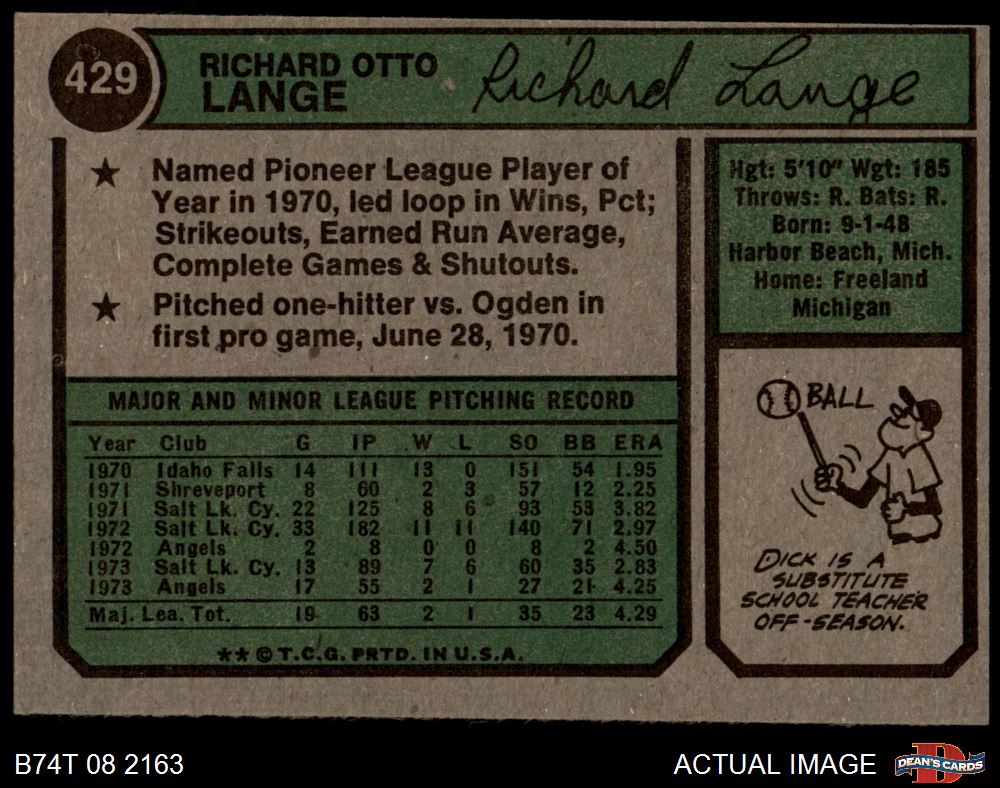 429
RICHARD OTTO
LANGE
Richard Lange
★ Named Pioneer League Player of
Year in 1970, led loop in Wins, Pct;
Strikeouts, Earned Run Average,
Complete Games & Shutouts.
★ Pitched one-hitter vs. Ogden in
first pro game, June 28, 1970.
Hgt: 5'10" Wgt: 185
Throws: R. Bats: R.
Born: 9-1-48
Harbor Beach, Mich.
Home: Freeland
Michigan
MAJOR AND MINOR LEAGUE PITCHING RECORD
Year Club G IP W L SO BB ERA
1970 Idaho Falls 14 111 13 0 151 54 1.95
1971 Shreveport 8 60 2 3 57 12 2.25
1971 Salt Lk. Cy. 22 125 8 6 93 53 3.82
1972 Salt Lk. Cy. 33 182 11 11 140 71 2.97
1972 Angels 2 8 0 0 8 2 4.50
1973 Salt Lk. Cy. 13 89 7 6 60 35 2.83
1973 Angels 17 55 2 1 27 21 4.25
Maj. Lea. Tot. 19 63 2 1 35 23 4.29
** © T.C.G. PRTD. IN U.S.A.
BALL
DICK IS A
SUBSTITUTE
SCHOOL TEACHER
OFF-SEASON.
B74T 08 2163
ACTUAL IMAGE
D
DEAN'S CARDS